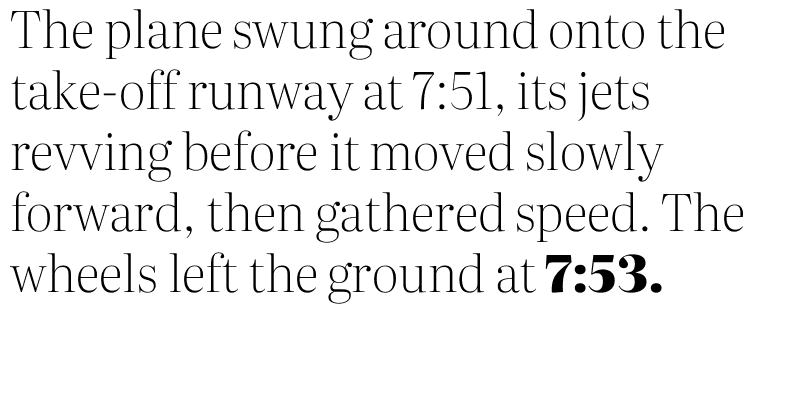 The plane swung around onto the
take-off runway at 7:51, its jets
revving before it moved slowly
forward, then gathered speed. The
wheels left the ground at 7:53.